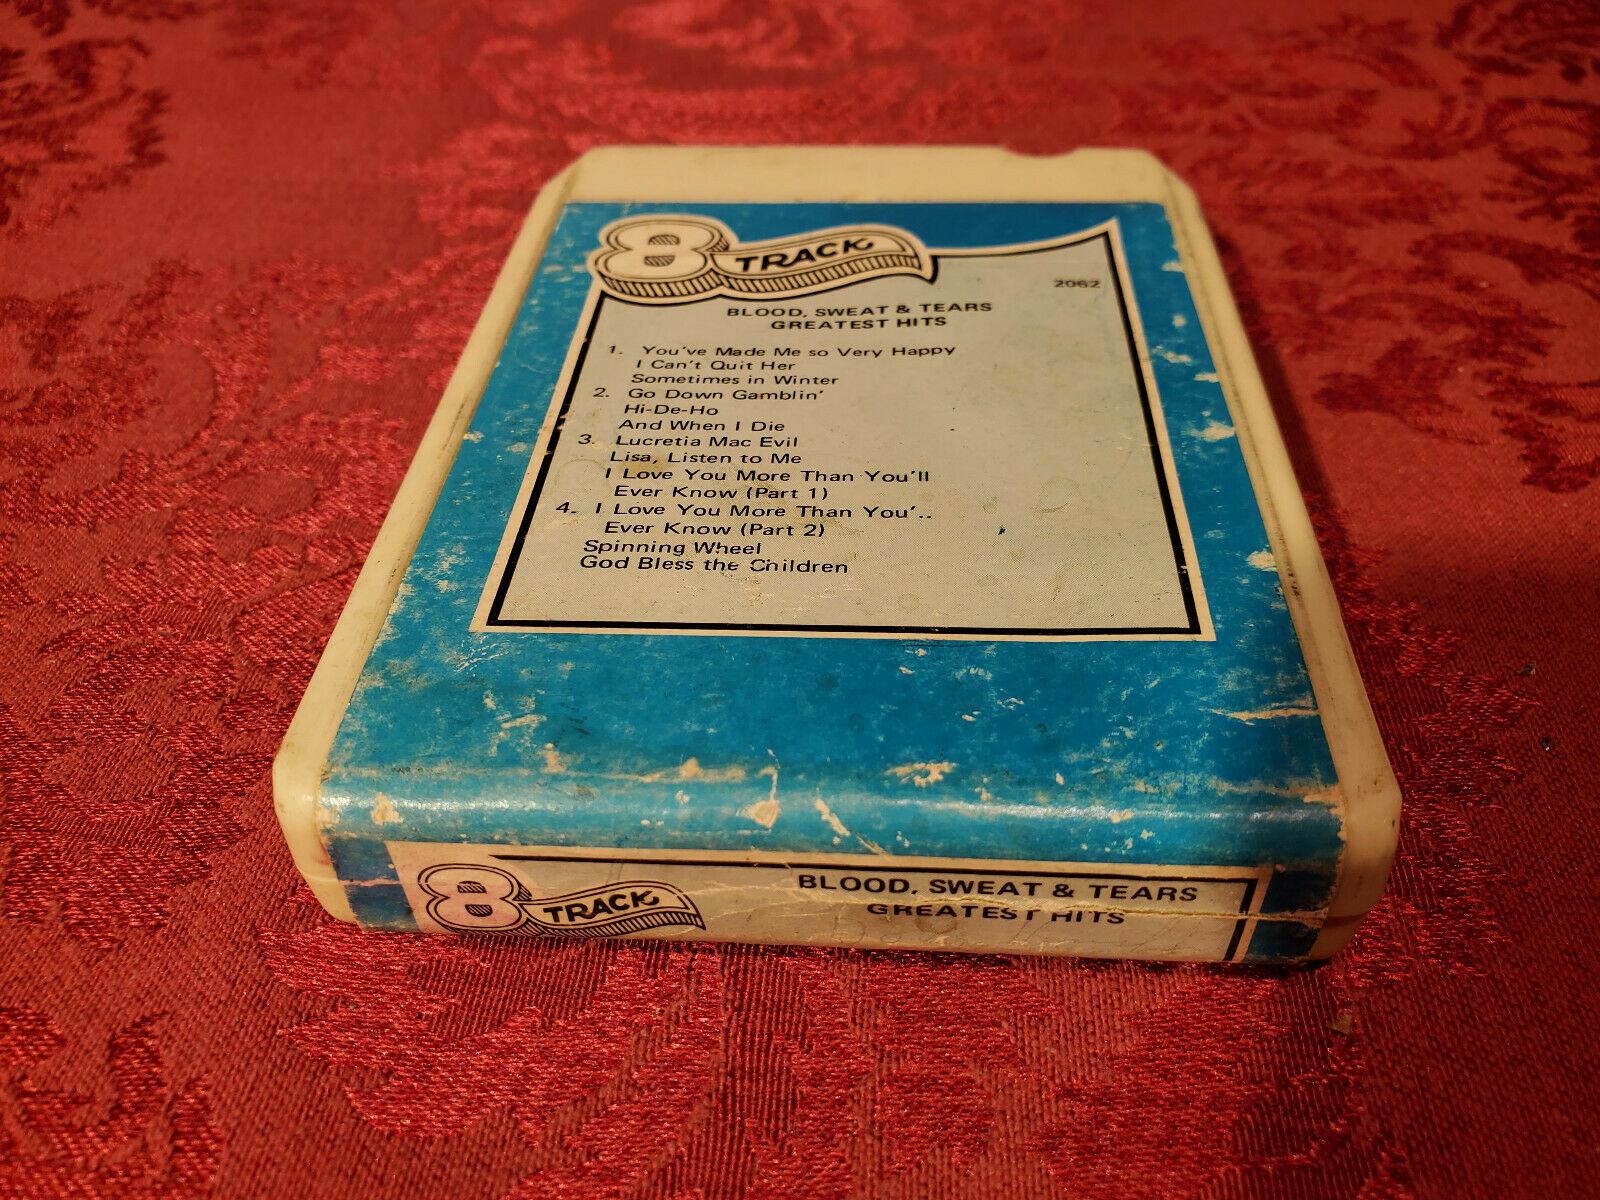 8 TRACK
2062
BLOOD, SWEAT & TEARS
GREATEST HITS
1. You've Made Me so Very Happy
I Can't Quit Her
Sometimes in Winter
2. Go Down Gamblin'
Hi-De-Ho
And When I Die
3. Lucretia Mac Evil
Lisa, Listen to Me
I Love You More Than You'll
Ever Know (Part 1)
4. I Love You More Than You'..
Ever Know (Part 2)
Spinning Wheel
God Bless the Children
8 TRACK
BLOOD, SWEAT & TEARS
GREATEST HITS